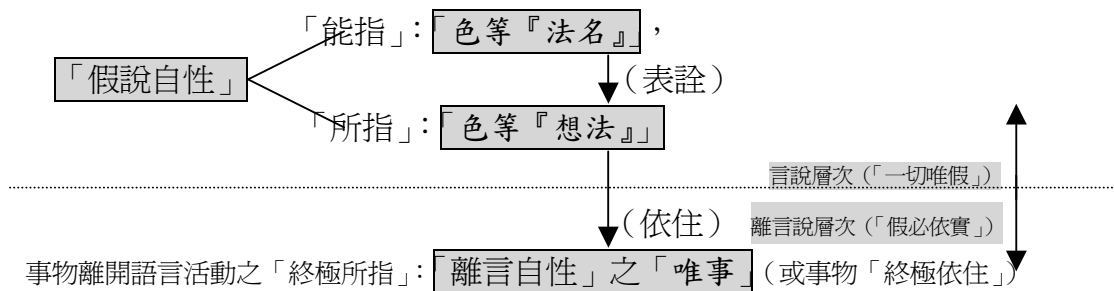 「能指」:「色等『法名』」,
「假說自性」
(表詮)
「所指」:「色等『想法』」
言說層次(「一切唯假」)
(依住)
離言說層次(「假必依實」)
事物離開語言活動之「終極所指」:「離言自性」之「唯事」(或事物「終極依住」)